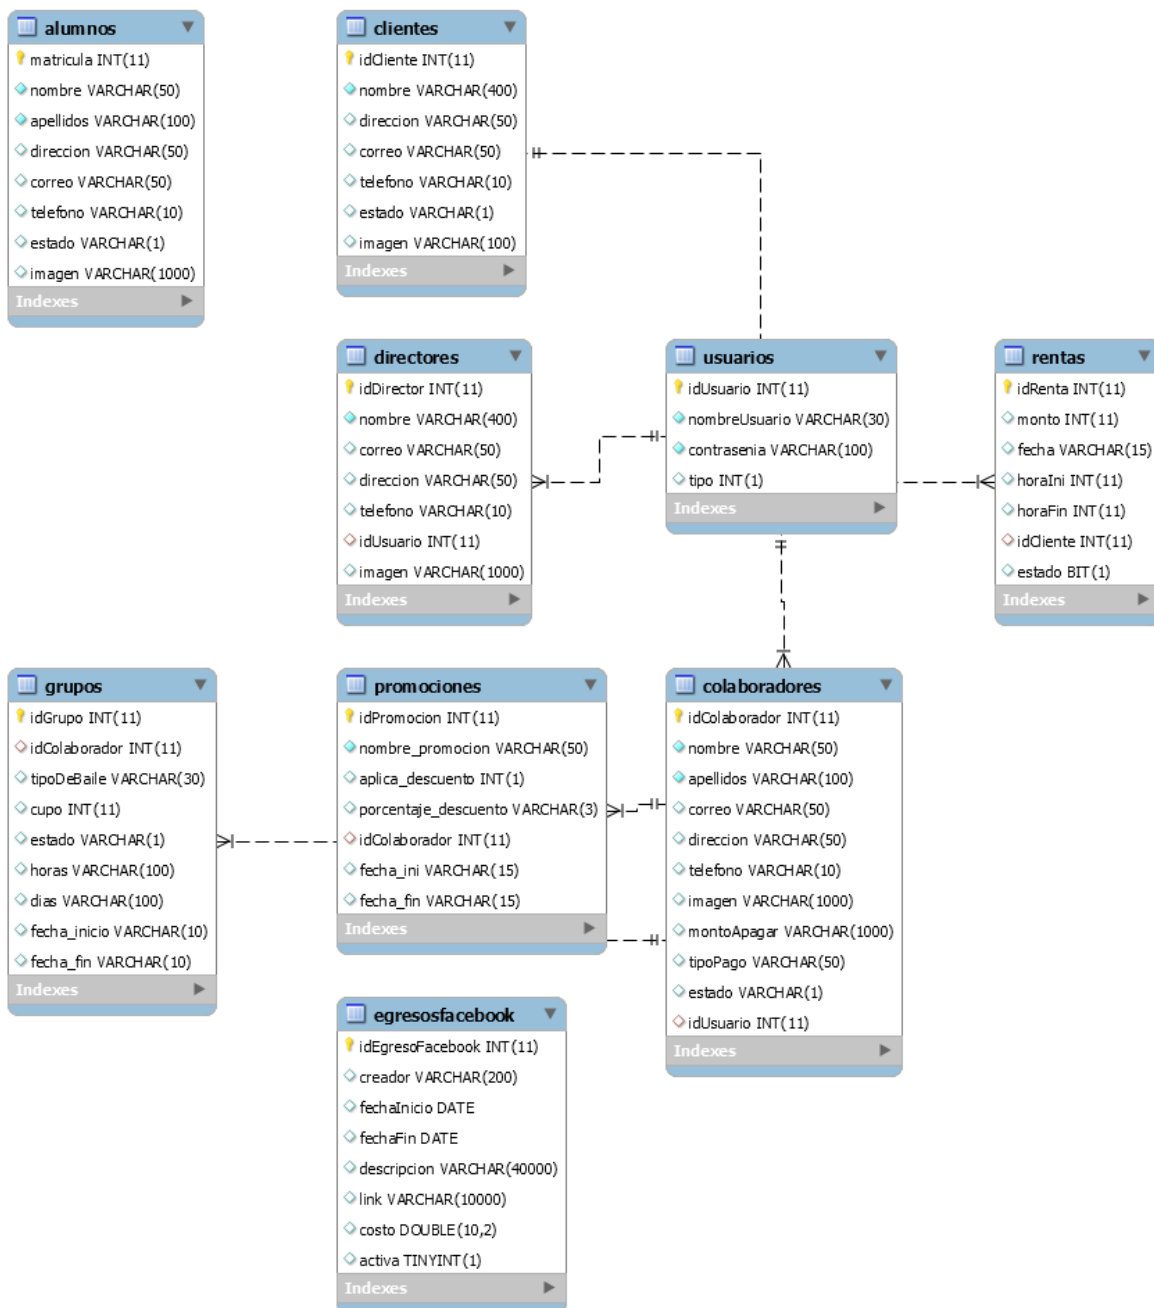 alumnos
matricula INT(11)
nombre VARCHAR(50)
apellidos VARCHAR(100)
direccion VARCHAR(50)
correo VARCHAR(50)
telefono VARCHAR(10)
estado VARCHAR(1)
imagen VARCHAR(1000)
Indexes
clientes
idCliente INT(11)
nombre VARCHAR(400)
direccion VARCHAR(50)
correo VARCHAR(50)
telefono VARCHAR(10)
estado VARCHAR(1)
imagen VARCHAR(100)
Indexes
directores
idDirector INT(11)
nombre VARCHAR(400)
correo VARCHAR(50)
direccion VARCHAR(50)
telefono VARCHAR(10)
idUsuario INT(11)
imagen VARCHAR(1000)
Indexes
usuarios
idUsuario INT(11)
nombreUsuario VARCHAR(30)
contrasenia VARCHAR(100)
tipo INT(1)
Indexes
rentas
idRenta INT(11)
monto INT(11)
fecha VARCHAR(15)
horaIni INT(11)
horaFin INT(11)
idCliente INT(11)
estado BIT(1)
Indexes
grupos
idGrupo INT(11)
idColaborador INT(11)
tipoDeBaile VARCHAR(30)
cupo INT(11)
estado VARCHAR(1)
horas VARCHAR(100)
dias VARCHAR(100)
fecha_inicio VARCHAR(10)
fecha_fin VARCHAR(10)
Indexes
promociones
idPromocion INT(11)
nombre_promocion VARCHAR(50)
aplica_descuento INT(1)
porcentaje_descuento VARCHAR(3)
idColaborador INT(11)
fecha_ini VARCHAR(15)
fecha_fin VARCHAR(15)
Indexes
colaboradores
idColaborador INT(11)
nombre VARCHAR(50)
apellidos VARCHAR(100)
correo VARCHAR(50)
direccion VARCHAR(50)
telefono VARCHAR(10)
imagen VARCHAR(1000)
montoApagar VARCHAR(1000)
tipoPago VARCHAR(50)
estado VARCHAR(1)
idUsuario INT(11)
Indexes
egresosfacebook
idEgresoFacebook INT(11)
creador VARCHAR(200)
fechaInicio DATE
fechaFin DATE
descripcion VARCHAR(40000)
link VARCHAR(10000)
costo DOUBLE(10,2)
activa TINYINT(1)
Indexes